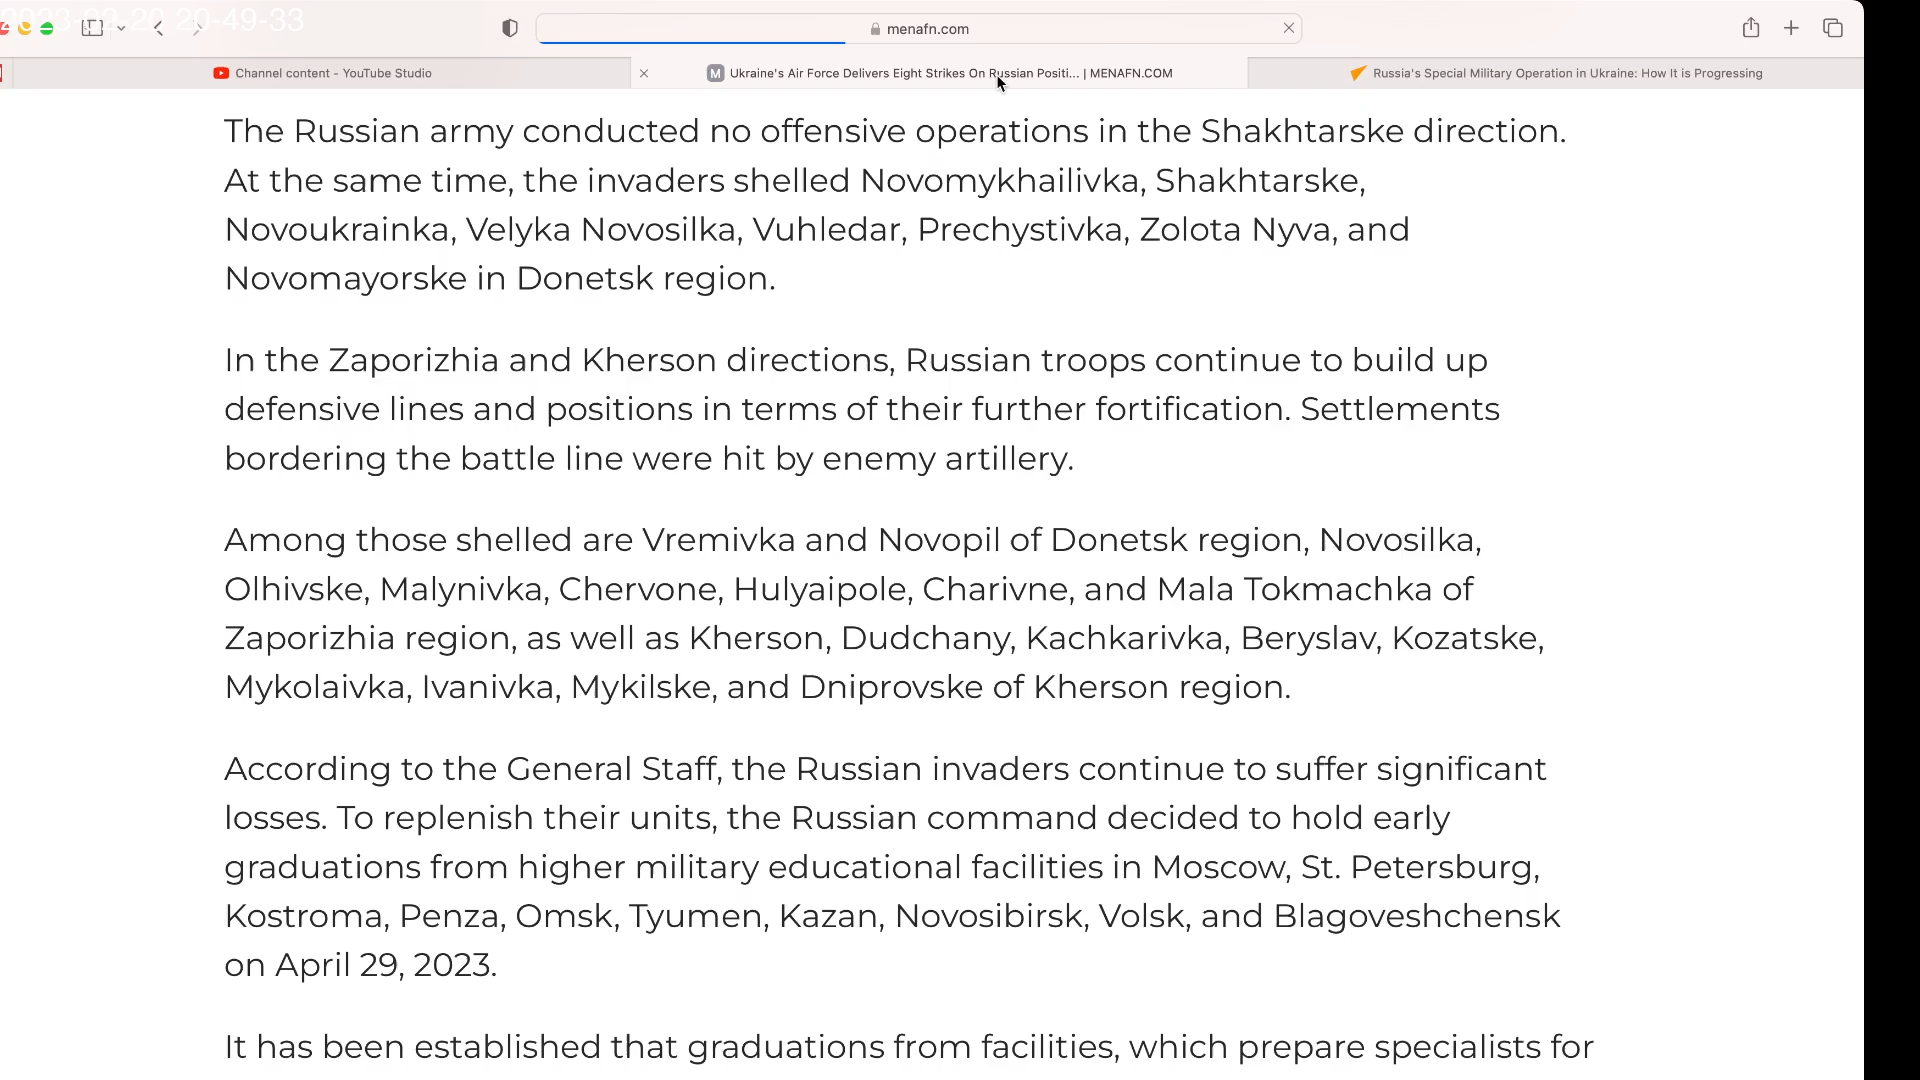 2023-02-20 20-49-33
menafn.com
Channel content - YouTube Studio
M Ukraine's Air Force Delivers Eight Strikes On Russian Positi... | MENAFN.COM
Russia's Special Military Operation in Ukraine: How It is Progressing
The Russian army conducted no offensive operations in the Shakhtarske direction.
At the same time, the invaders shelled Novomykhailivka, Shakhtarske,
Novoukrainka, Velyka Novosilka, Vuhledar, Prechystivka, Zolota Nyva, and
Novomayorske in Donetsk region.
In the Zaporizhia and Kherson directions, Russian troops continue to build up
defensive lines and positions in terms of their further fortification. Settlements
bordering the battle line were hit by enemy artillery.
Among those shelled are Vremivka and Novopil of Donetsk region, Novosilka,
Olhivske, Malynivka, Chervone, Hulyaipole, Charivne, and Mala Tokmachka of
Zaporizhia region, as well as Kherson, Dudchany, Kachkarivka, Beryslav, Kozatske,
Mykolaivka, Ivanivka, Mykilske, and Dniprovske of Kherson region.
According to the General Staff, the Russian invaders continue to suffer significant
losses. To replenish their units, the Russian command decided to hold early
graduations from higher military educational facilities in Moscow, St. Petersburg,
Kostroma, Penza, Omsk, Tyumen, Kazan, Novosibirsk, Volsk, and Blagoveshchensk
on April 29, 2023.
It has been established that graduations from facilities, which prepare specialists for